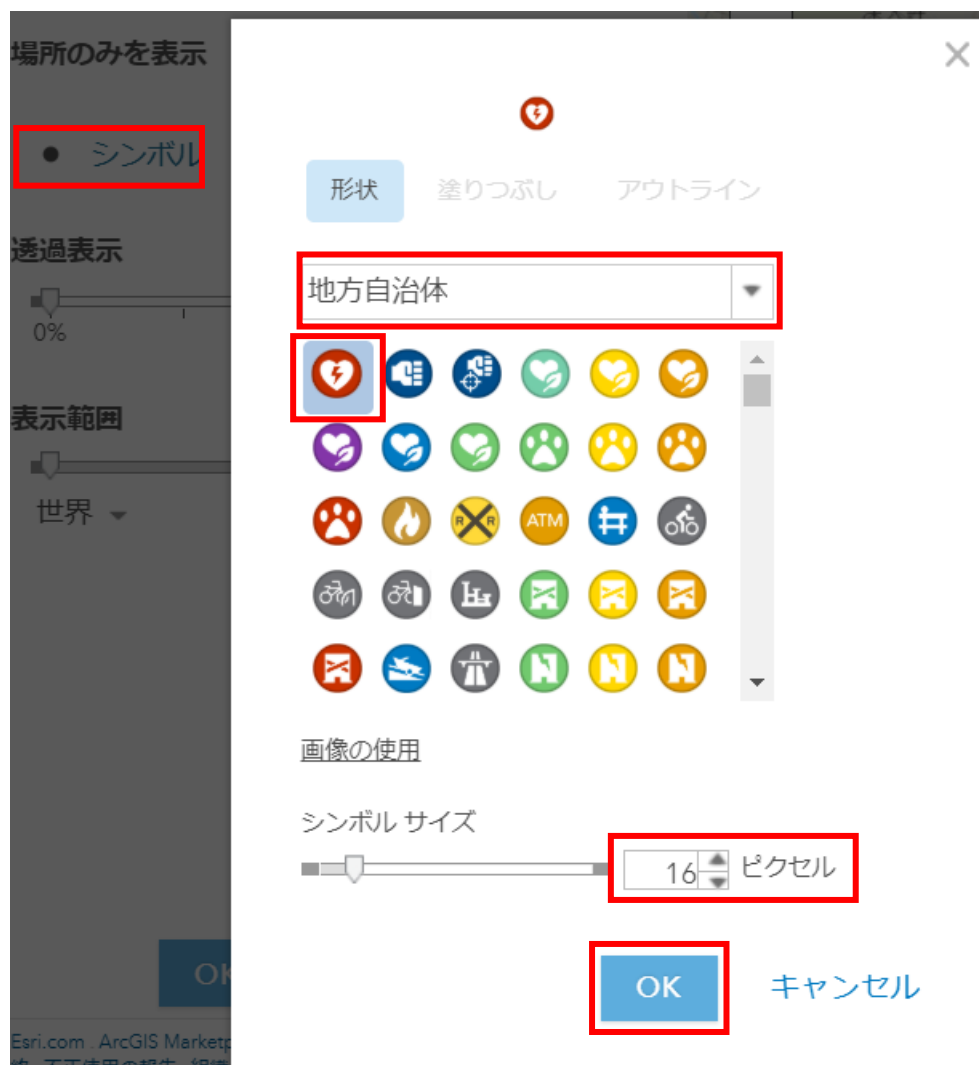 場所のみを表示
シンボル
透過表示
0%
表示範囲
世界
形状 塗りつぶし アウトライン
地方自治体
R R ATM
画像の使用
シンボル サイズ
16 ピクセル
OK キャンセル
OK
Esri.com . ArcGIS